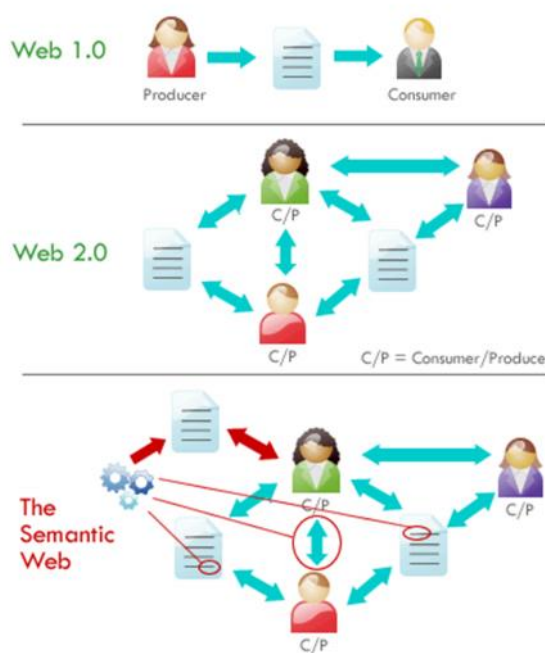 Web 1.0
Producer
Consumer
C/P
C/P
Web 2.0
C/P
C/P = Consumer/Produce
C/P
C/P
The
Semantic
Web
C/P